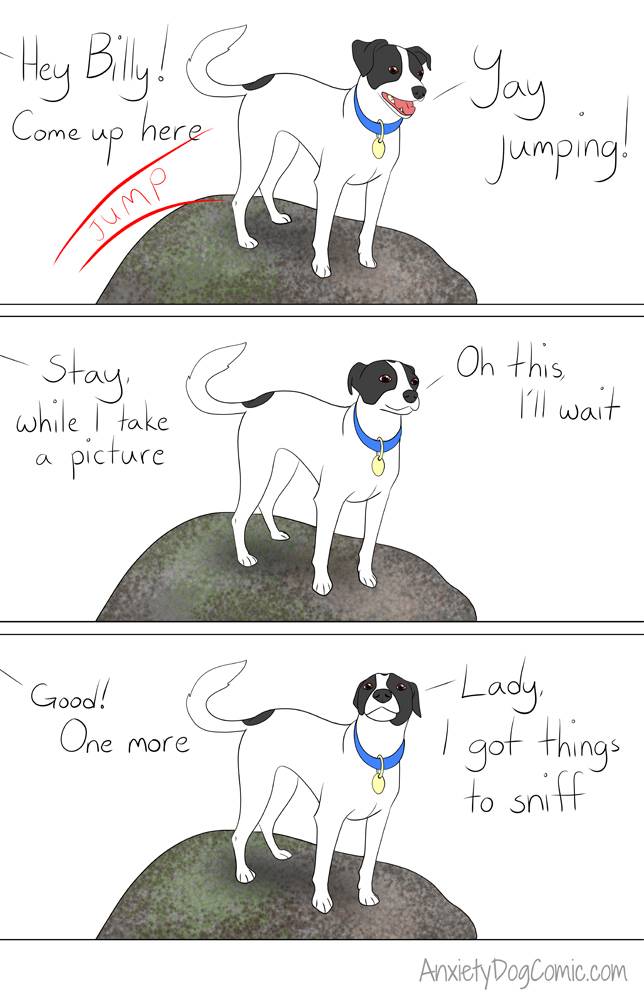 Hey Billy!
Come up here
JUMP
Yay
jumping!
Stay,
while I take
a picture
Oh this,
I'll wait
Good!
One more
Lady,
I got things
to sniff
AnxietyDogComic.com